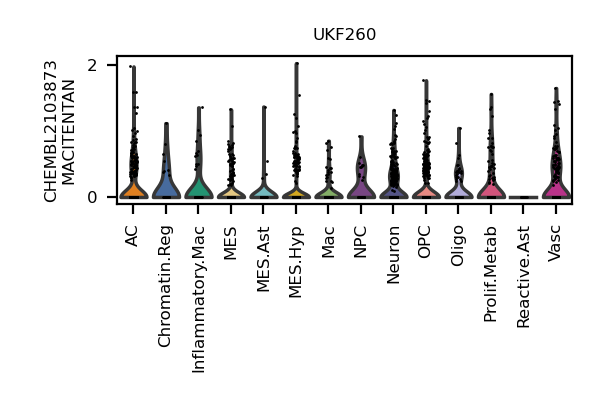 UKF260
CHEMBL2103873
MACITENTAN
2
0
AC
Chromatin.Reg
Inflammatory.Mac
MES
MES.Ast
MES.Hyp
Mac
NPC
Neuron
OPC
Oligo
Prolif.Metab
Reactive.Ast
Vasc